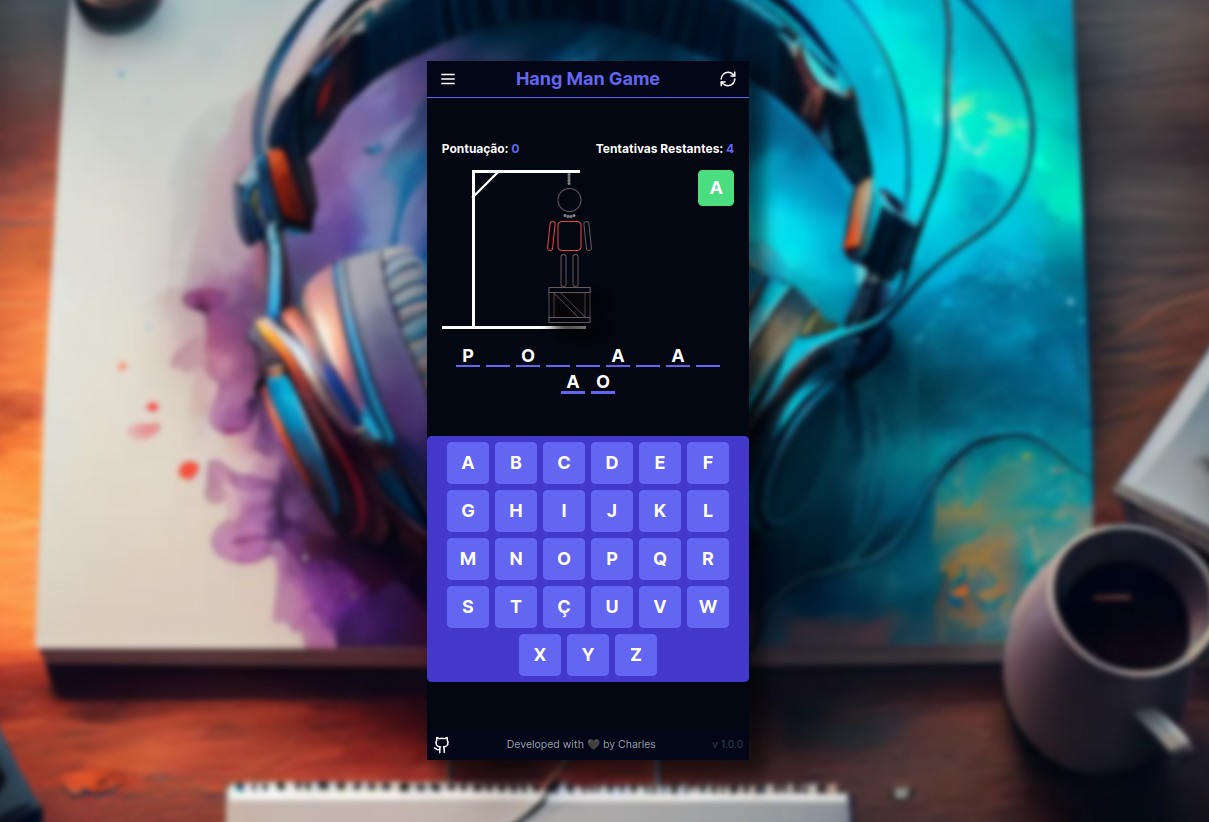 Hang Man Game
Pontuação: 0
Tentativas Restantes: 4
A
P _ O _ _ A _ A _
A O
A B C D E F
G H I J K L
M N O P Q R
S T Ç U V W
X Y Z
Developed with 🖤 by Charles
v 1.0.0